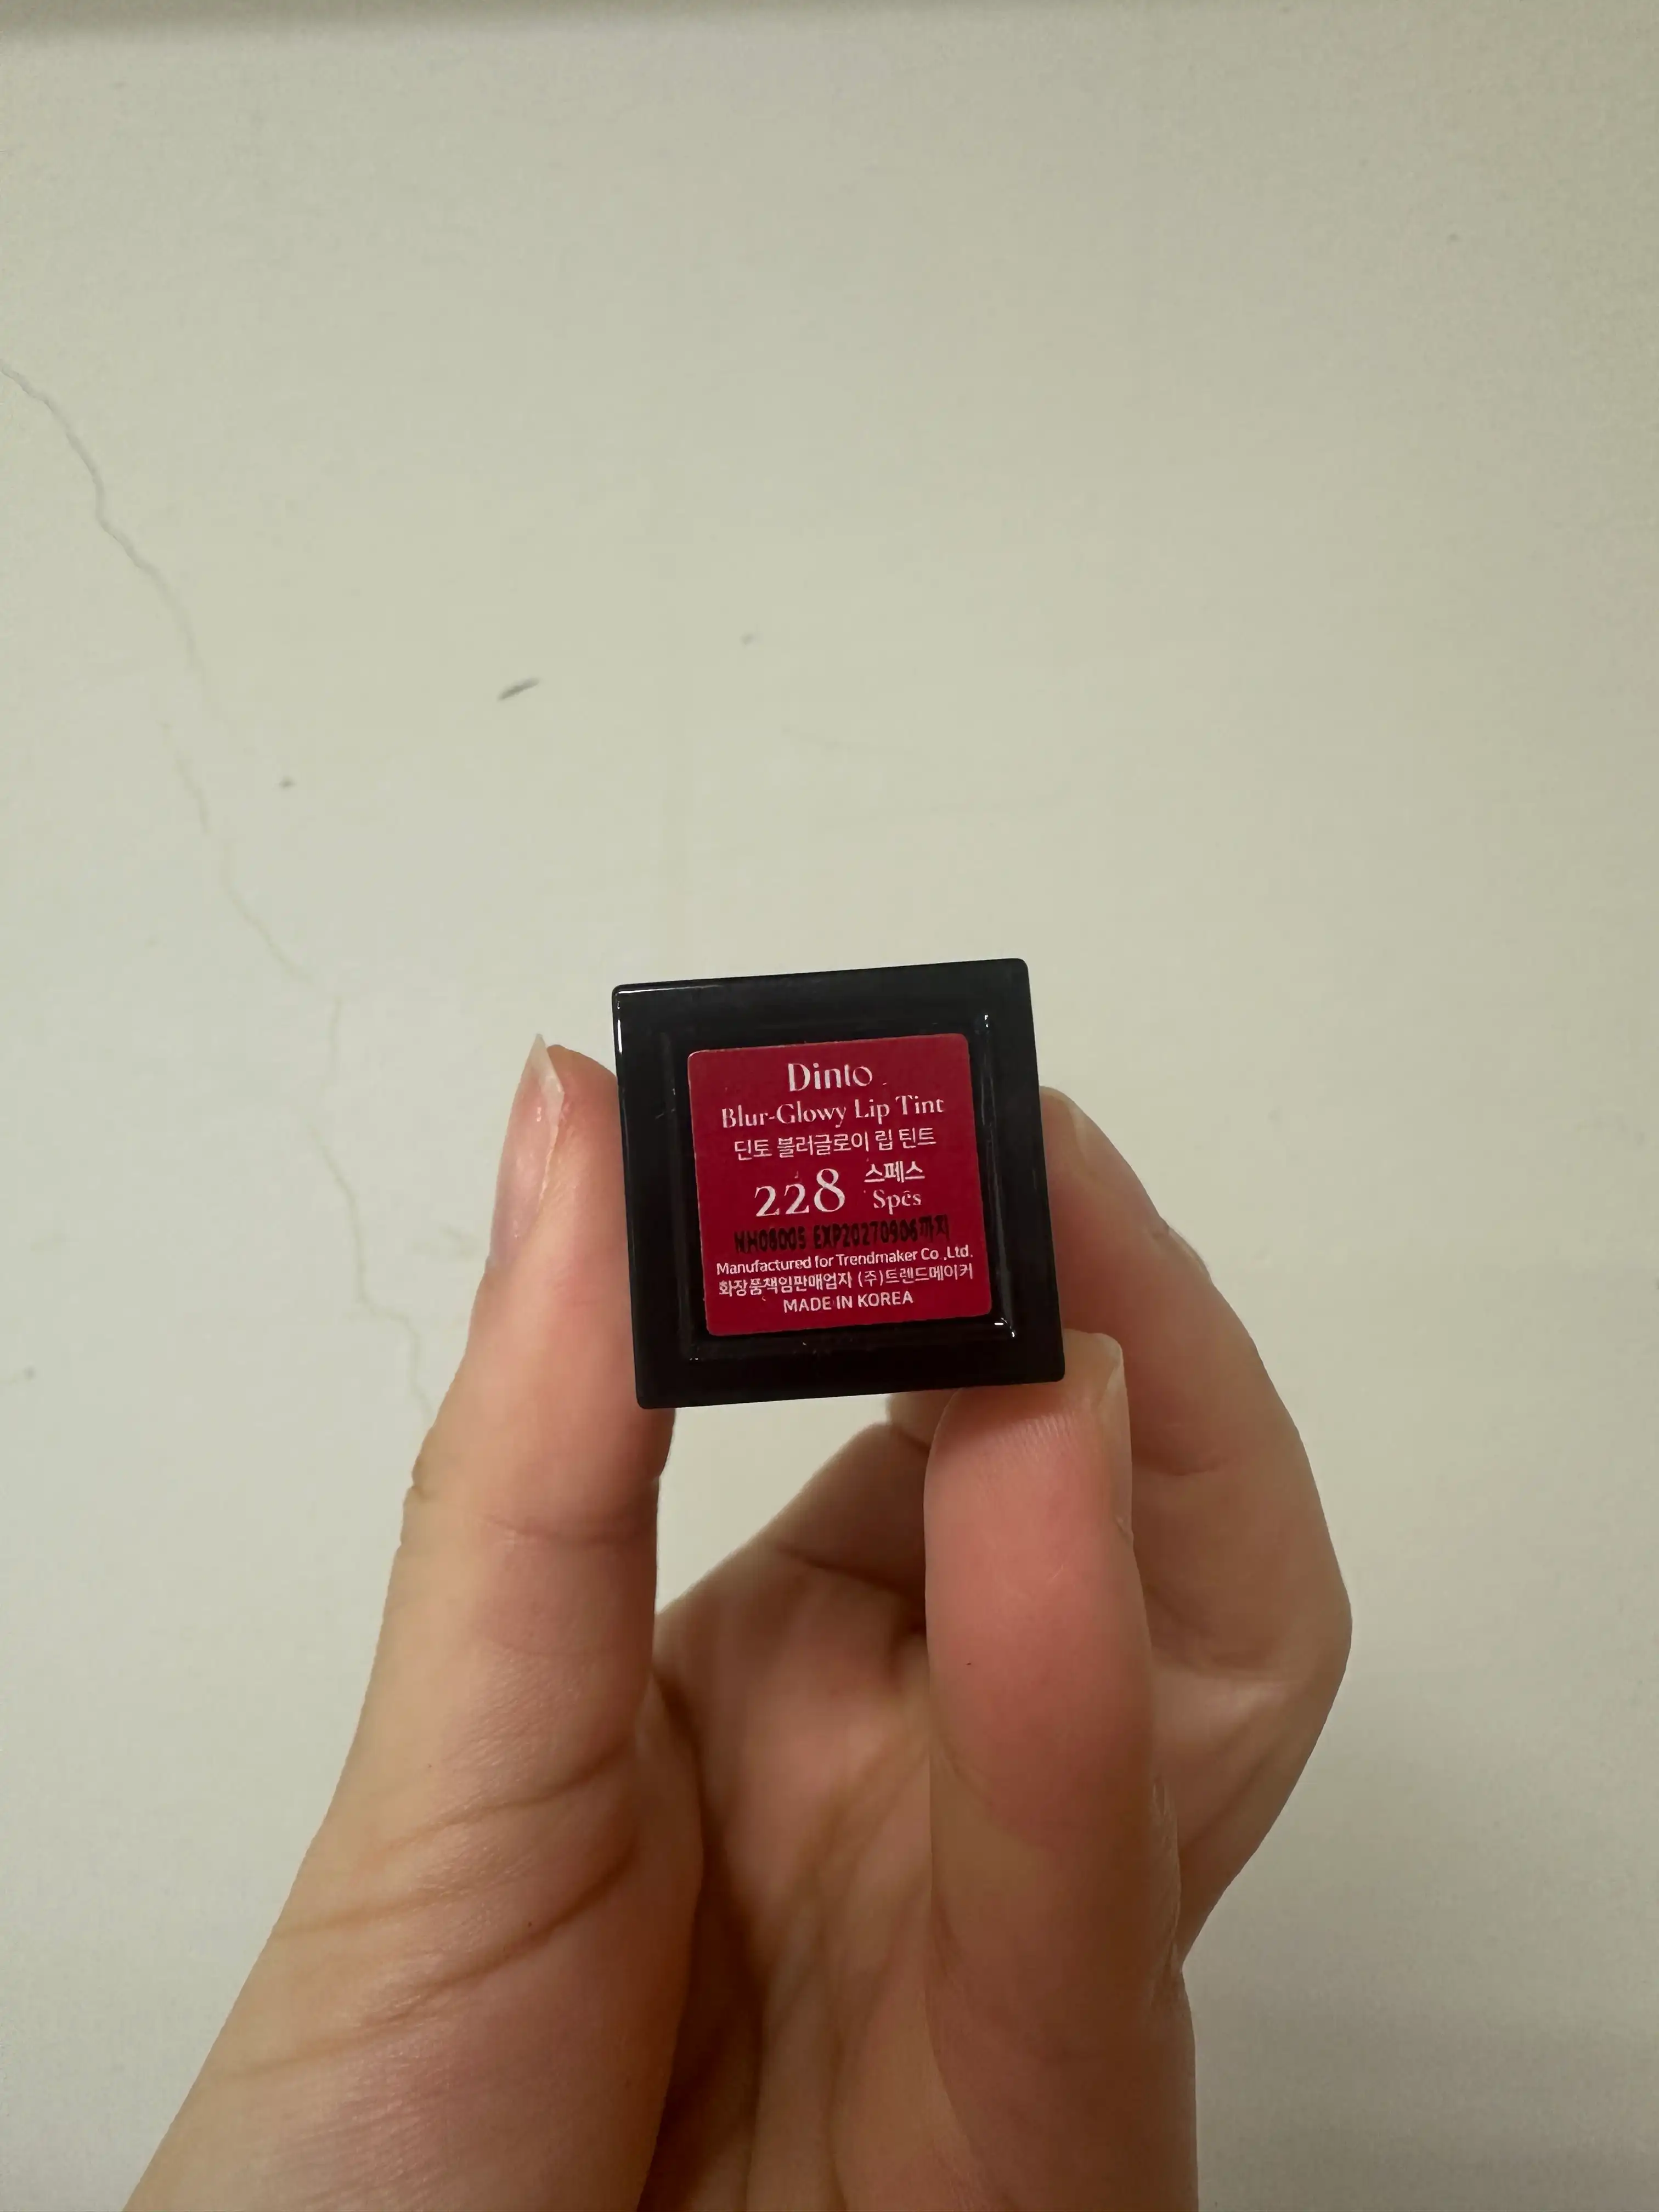 Dinto
Blur-Glowy Lip Tint
딘토 블러글로이 립 틴트
228 스페스
Spēs
NH06005 EXP20270906까지
Manufactured for Trendmaker Co.,Ltd.
화장품책임판매업자 (주)트렌드메이커
MADE IN KOREA